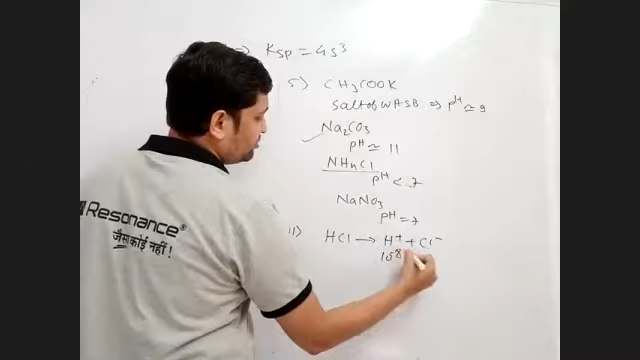 ⇒ Ksp = 4s³
5) CH3COOK
salt of WASB ⇒ pH ≃ 9
Na2CO3
pH ≃ 11
NH4Cl
pH < 7
NaNO3
pH = 7
HCl → H⁺ + Cl⁻
10⁻⁸
Resonance®
जैसा कोई नहीं !